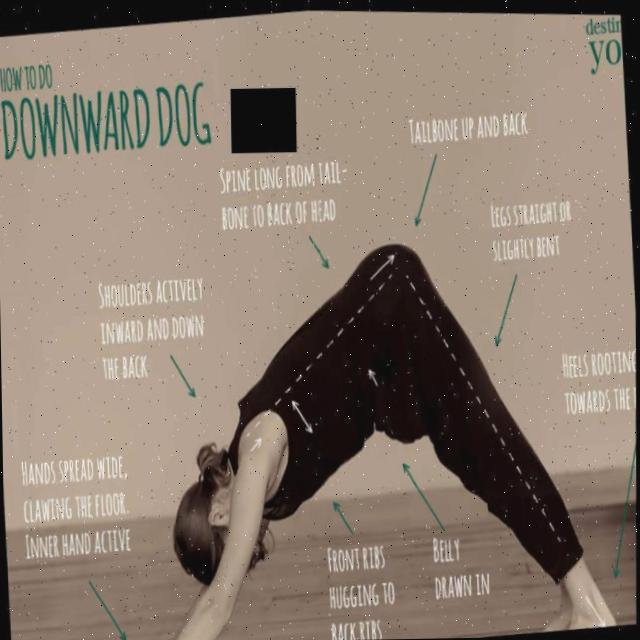 HOW TO DO
DOWNWARD DOG
destin
yo
TAILBONE UP AND BACK
SPINE LONG FROM TAIL-
BONE TO BACK OF HEAD
LEGS STRAIGHT OR
SLIGHTLY BENT
SHOULDERS ACTIVELY
INWARD AND DOWN
THE BACK
HEELS ROOTING
TOWARDS THE
HANDS SPREAD WIDE,
CLAWING THE FLOOR.
INNER HAND ACTIVE
FRONT RIBS
HUGGING TO
BACK RIBS
BELLY
DRAWN IN